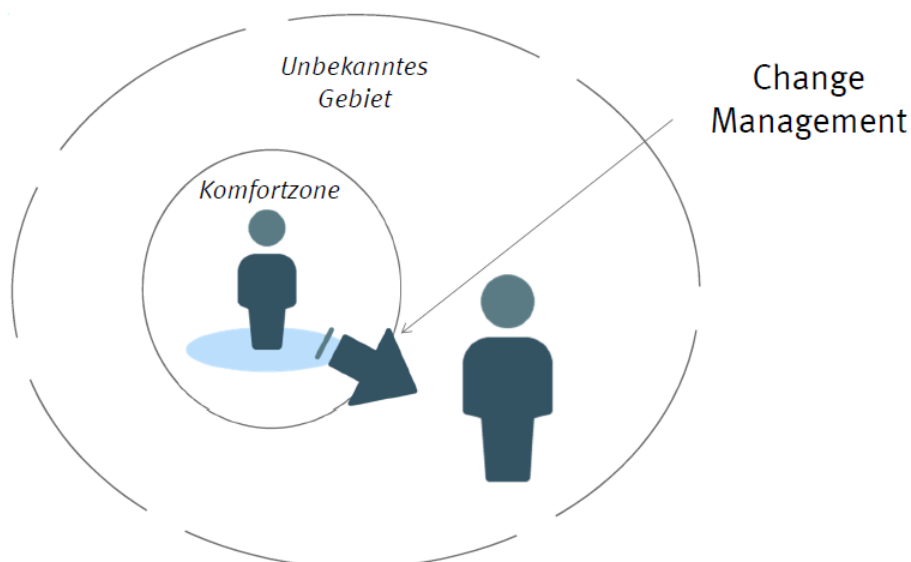 Unbekanntes
Gebiet
Change
Management
Komfortzone